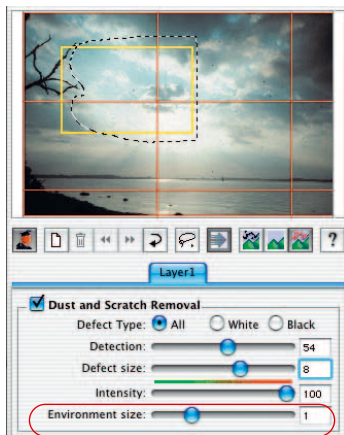 ?
Layer1
Dust and Scratch Removal
Defect Type: All White Black
Detection: 54
Defect size: 8
Intensity: 100
Environment size: 1